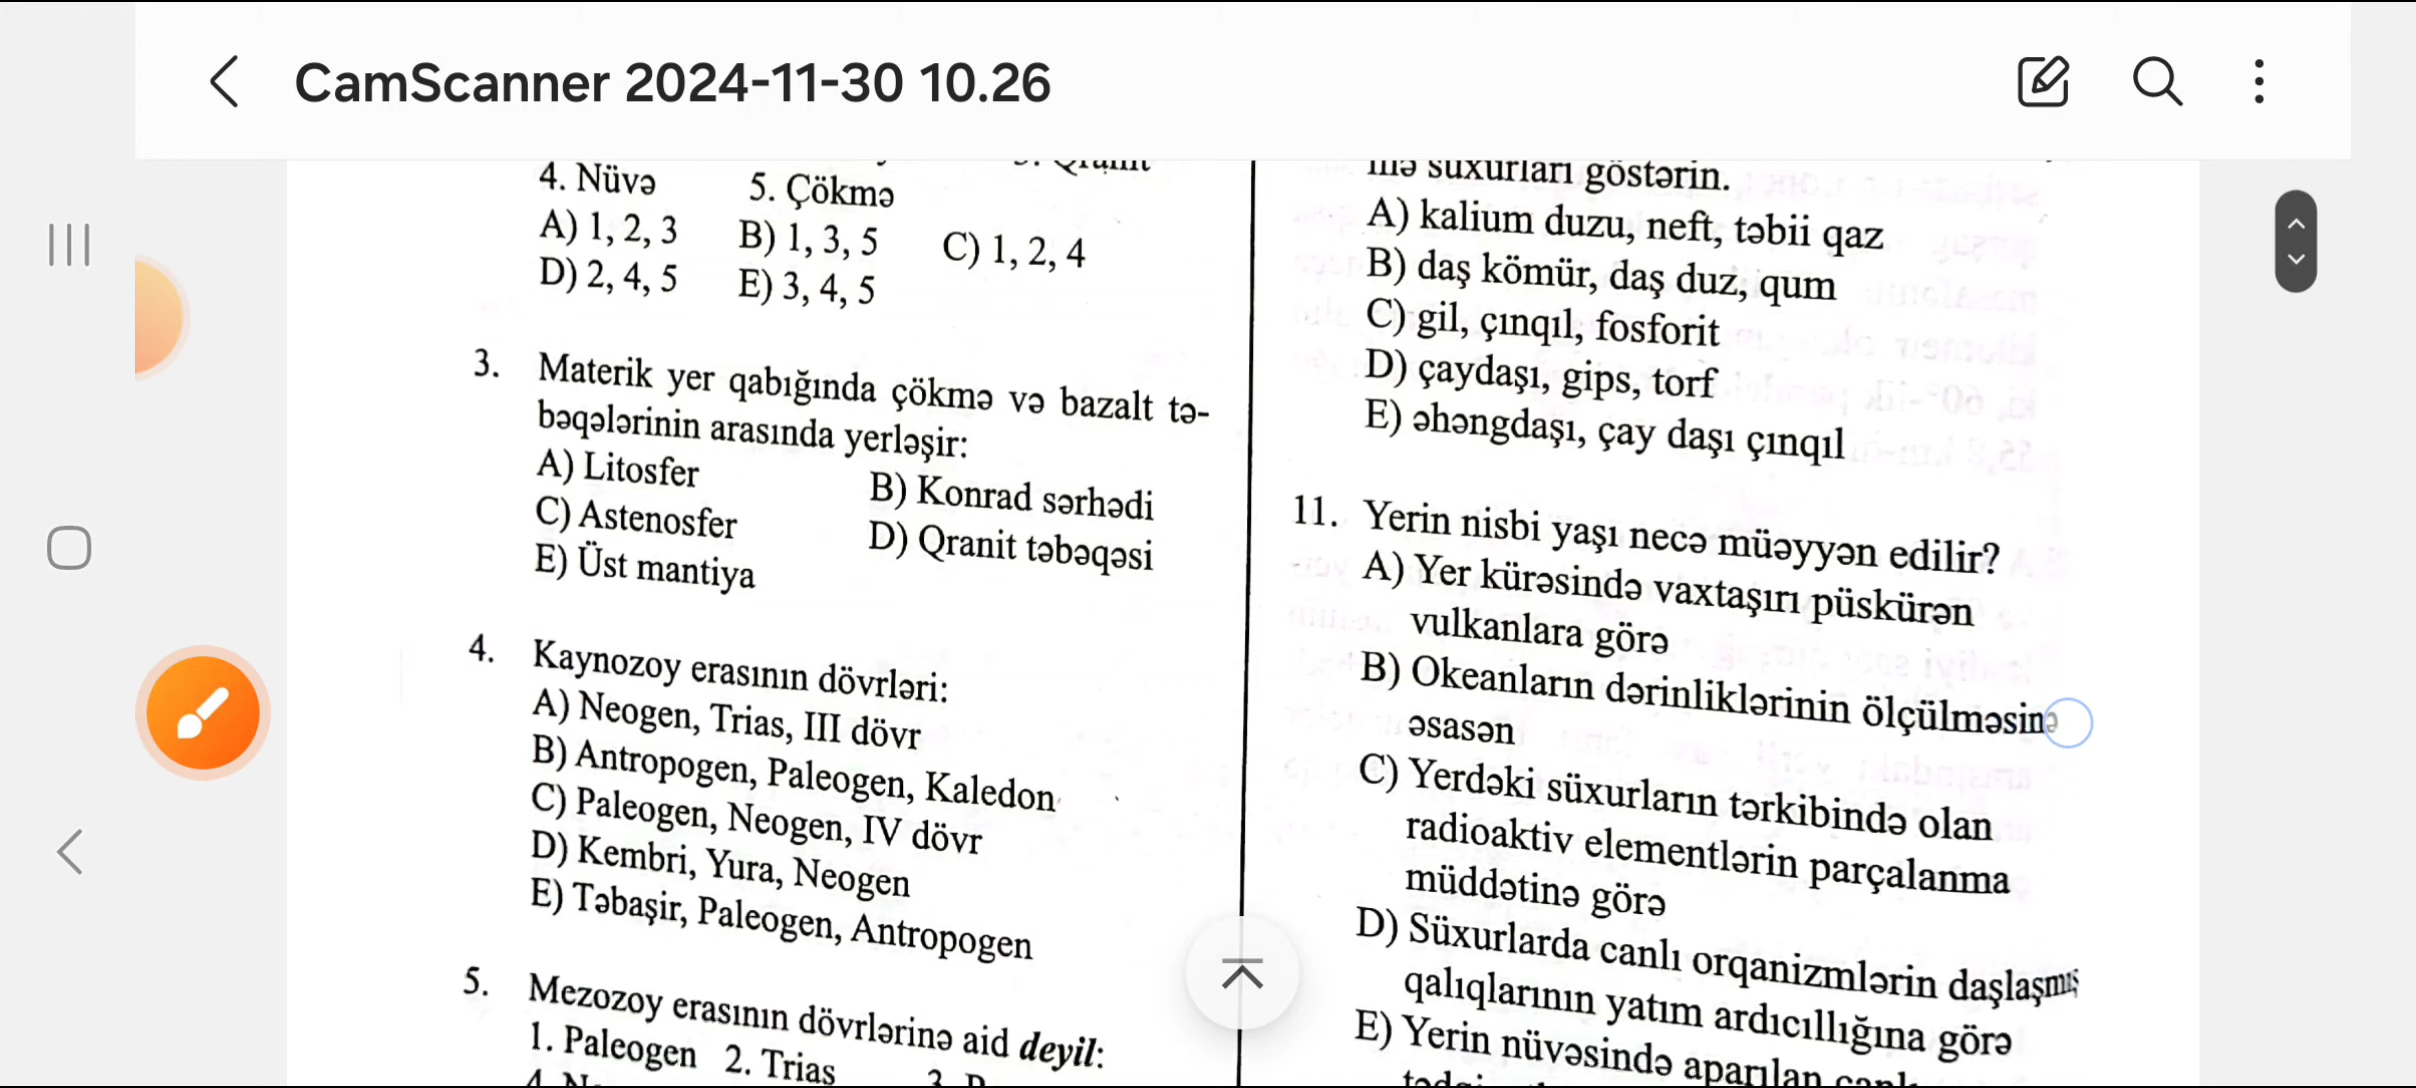 CamScanner 2024-11-30 10.26
4. Nüvə 5. Çökmə
A) 1, 2, 3 B) 1, 3, 5 C) 1, 2, 4
D) 2, 4, 5 E) 3, 4, 5
3. Materik yer qabığında çökmə və bazalt tə-
bəqələrinin arasında yerləşir:
A) Litosfer B) Konrad sərhədi
C) Astenosfer D) Qranit təbəqəsi
E) Üst mantiya
4. Kaynozoy erasının dövrləri:
A) Neogen, Trias, III dövr
B) Antropogen, Paleogen, Kaledon
C) Paleogen, Neogen, IV dövr
D) Kembri, Yura, Neogen
E) Təbaşir, Paleogen, Antropogen
5. Mezozoy erasının dövrlərinə aid deyil:
1. Paleogen 2. Trias
süxurları göstərin.
A) kalium duzu, neft, təbii qaz
B) daş kömür, daş duz, qum
C) gil, çınqıl, fosforit
D) çaydaşı, gips, torf
E) əhəngdaşı, çay daşı çınqıl
11. Yerin nisbi yaşı necə müəyyən edilir?
A) Yer kürəsində vaxtaşırı püskürən
vulkanlara görə
B) Okeanların dərinliklərinin ölçülməsinə
əsasən
C) Yerdəki süxurların tərkibində olan
radioaktiv elementlərin parçalanma
müddətinə görə
D) Süxurlarda canlı orqanizmlərin daşlaşmış
qalıqlarının yatım ardıcıllığına görə
E) Yerin nüvəsində aparılan